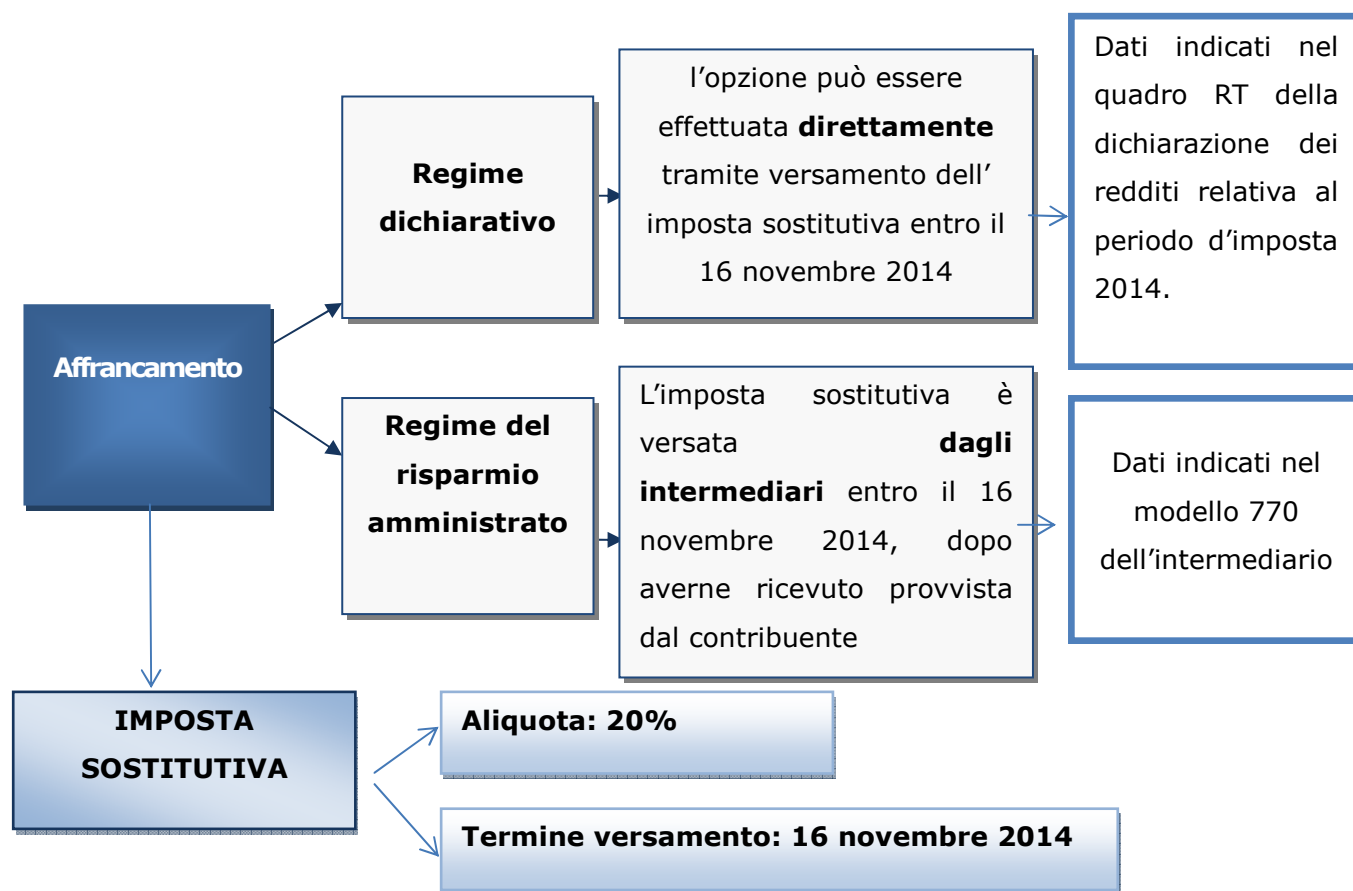 Affrancamento
Regime
dichiarativo
l’opzione può essere
effettuata direttamente
tramite versamento dell’
imposta sostitutiva entro il
16 novembre 2014
Dati indicati nel
quadro RT della
dichiarazione dei
redditi relativa al
periodo d’imposta
2014.
Regime del
risparmio
amministrato
L’imposta sostitutiva è
versata dagli
intermediari entro il 16
novembre 2014, dopo
averne ricevuto provvista
dal contribuente
Dati indicati nel
modello 770
dell’intermediario
IMPOSTA
SOSTITUTIVA
Aliquota: 20%
Termine versamento: 16 novembre 2014